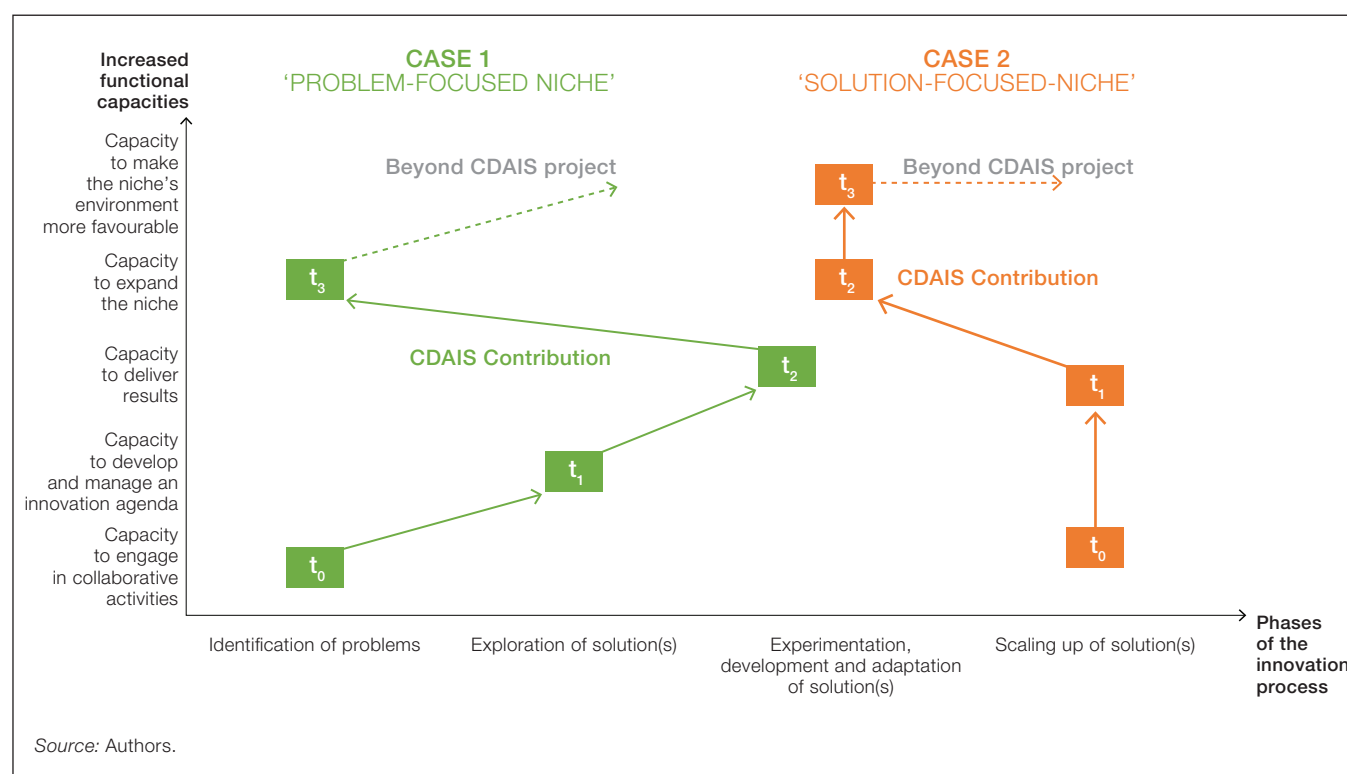 Increased
functional
capacities
CASE 1
'PROBLEM-FOCUSED NICHE'
CASE 2
'SOLUTION-FOCUSED-NICHE'
Capacity
to make
the niche's
environment
more favourable
Beyond CDAIS project
t3
Beyond CDAIS project
Capacity
to expand
the niche
t3
t2
CDAIS Contribution
Capacity
to deliver
results
CDAIS Contribution
t2
t1
Capacity
to develop
and manage an
innovation agenda
t1
Capacity
to engage
in collaborative
activities
t0
t0
Identification of problems
Exploration of solution(s)
Experimentation,
development and adaptation
of solution(s)
Scaling up of solution(s)
Phases
of the
innovation
process
Source: Authors.